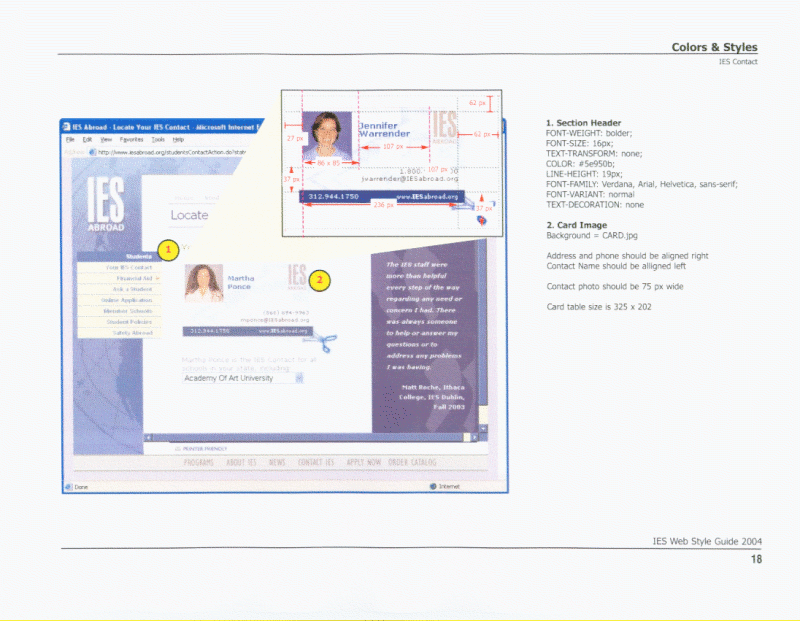 Colors & Styles
IES Contact
IES Abroad - Locate Your IES Contact - Microsoft Internet
File Edit View Favorites Tools Help
http://www.iesabroad.org/students/ContactAction.do?stat
IES
ABROAD
Locate
Students
Your IES Contact
Financial Aid
Ask a Student
Online Application
Member Schools
Student Policies
Safety Abroad
1
Martha
Ponce
IES
2
312.944.1750 www.IESabroad.org
Martha Ponce is the IES Contact for all
schools in your state, including:
Academy Of Art University
The IES staff were
more than helpful
every step of the way
regarding any need or
concern I had. There
was always someone
to help or answer my
questions or to
address any problems
I was having.
Matt Roche, Ithaca
College, IES Dublin,
Fall 2003
PRINTER FRIENDLY
PROGRAMS ABOUT IES NEWS CONTACT IES APPLY NOW ORDER CATALOG
Done
Internet
62 px
27 px
Jennifer
Warrender
IES
62 px
107 px
86 x 85
107 px
37 px
jwarrender@IESabroad.org
312.944.1750 www.IESabroad.org
236 px
37 px
1. Section Header
FONT-WEIGHT: bolder;
FONT-SIZE: 16px;
TEXT-TRANSFORM: none;
COLOR: #5e950b;
LINE-HEIGHT: 19px;
FONT-FAMILY: Verdana, Arial, Helvetica, sans-serif;
FONT-VARIANT: normal
TEXT-DECORATION: none
2. Card Image
Background = CARD.jpg
Address and phone should be aligned right
Contact Name should be alligned left
Contact photo should be 75 px wide
Card table size is 325 x 202
IES Web Style Guide 2004
18